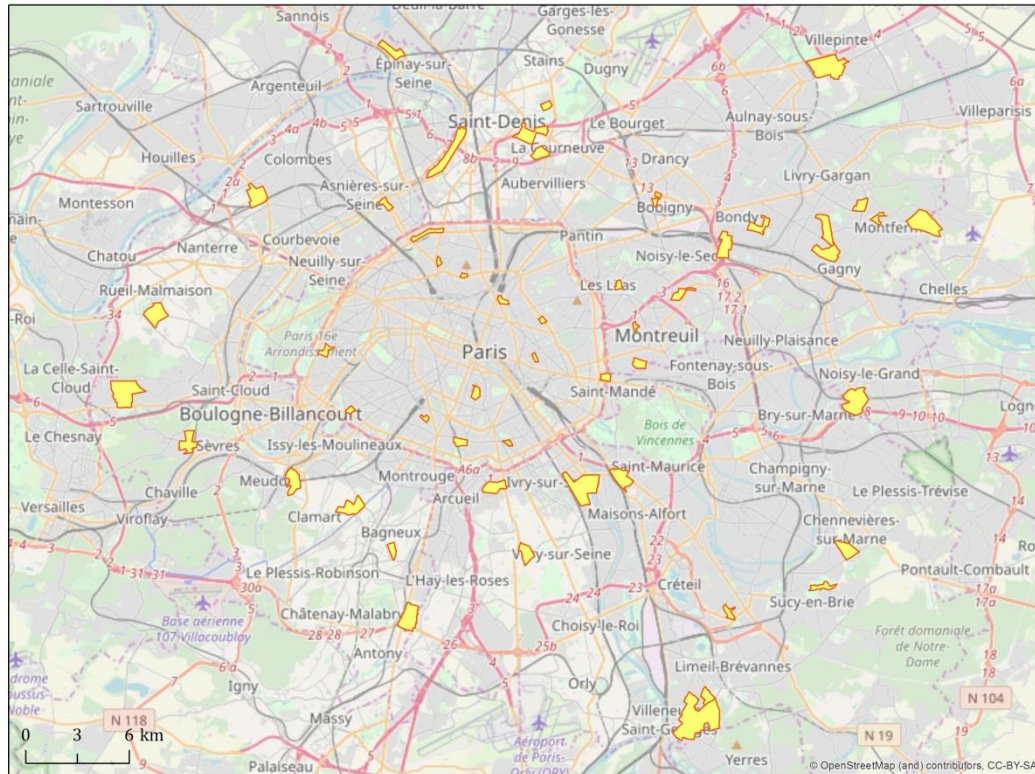 Sannois
Deuil-la-Barre
Garges-lès-
Gonesse
Villepinte
Épinay-sur-
Seine
Stains
Dugny
Argenteuil
Sartrouville
Villeparisis
Saint-Denis
Le Bourget
Aulnay-sous-
Bois
La Courneuve
Houilles
Colombes
Drancy
Livry-Gargan
Asnières-sur-
Seine
Aubervilliers
Bobigny
Montesson
Bondy
Courbevoie
Pantin
Nanterre
Noisy-le-Sec
Chatou
Neuilly-sur-
Seine
Gagny
Rueil-Malmaison
Les Lilas
Chelles
Paris 16e
Arrondissement
Montreuil
Paris
Neuilly-Plaisance
La Celle-Saint-
Cloud
Fontenay-sous-
Bois
Noisy-le-Grand
Saint-Cloud
Saint-Mandé
Boulogne-Billancourt
Bry-sur-Marne
Le Chesnay
Sèvres
Issy-les-Moulineaux
Bois de
Vincennes
Meudon
Montrouge
A6a
Saint-Maurice
Champigny-
sur-Marne
Le Plessis-Trévise
Chaville
Arcueil
Versailles
Viroflay
Clamart
Maisons-Alfort
Chennevières-
sur-Marne
Bagneux
Vitry-sur-Seine
Le Plessis-Robinson
L'Haÿ-les-Roses
Créteil
Pontault-Combault
Châtenay-Malabry
Sucy-en-Brie
Base aérienne
107 Villacoublay
Choisy-le-Roi
Forêt domaniale
de Notre-
Dame
Antony
Limeil-Brévannes
Igny
Orly
N 104
N 118
Massy
Saint-Georges
N 19
0 3 6 km
Aéroport
de Paris-
Orly (ORY)
Yerres
Palaiseau
© OpenStreetMap (and) contributors, CC-BY-SA